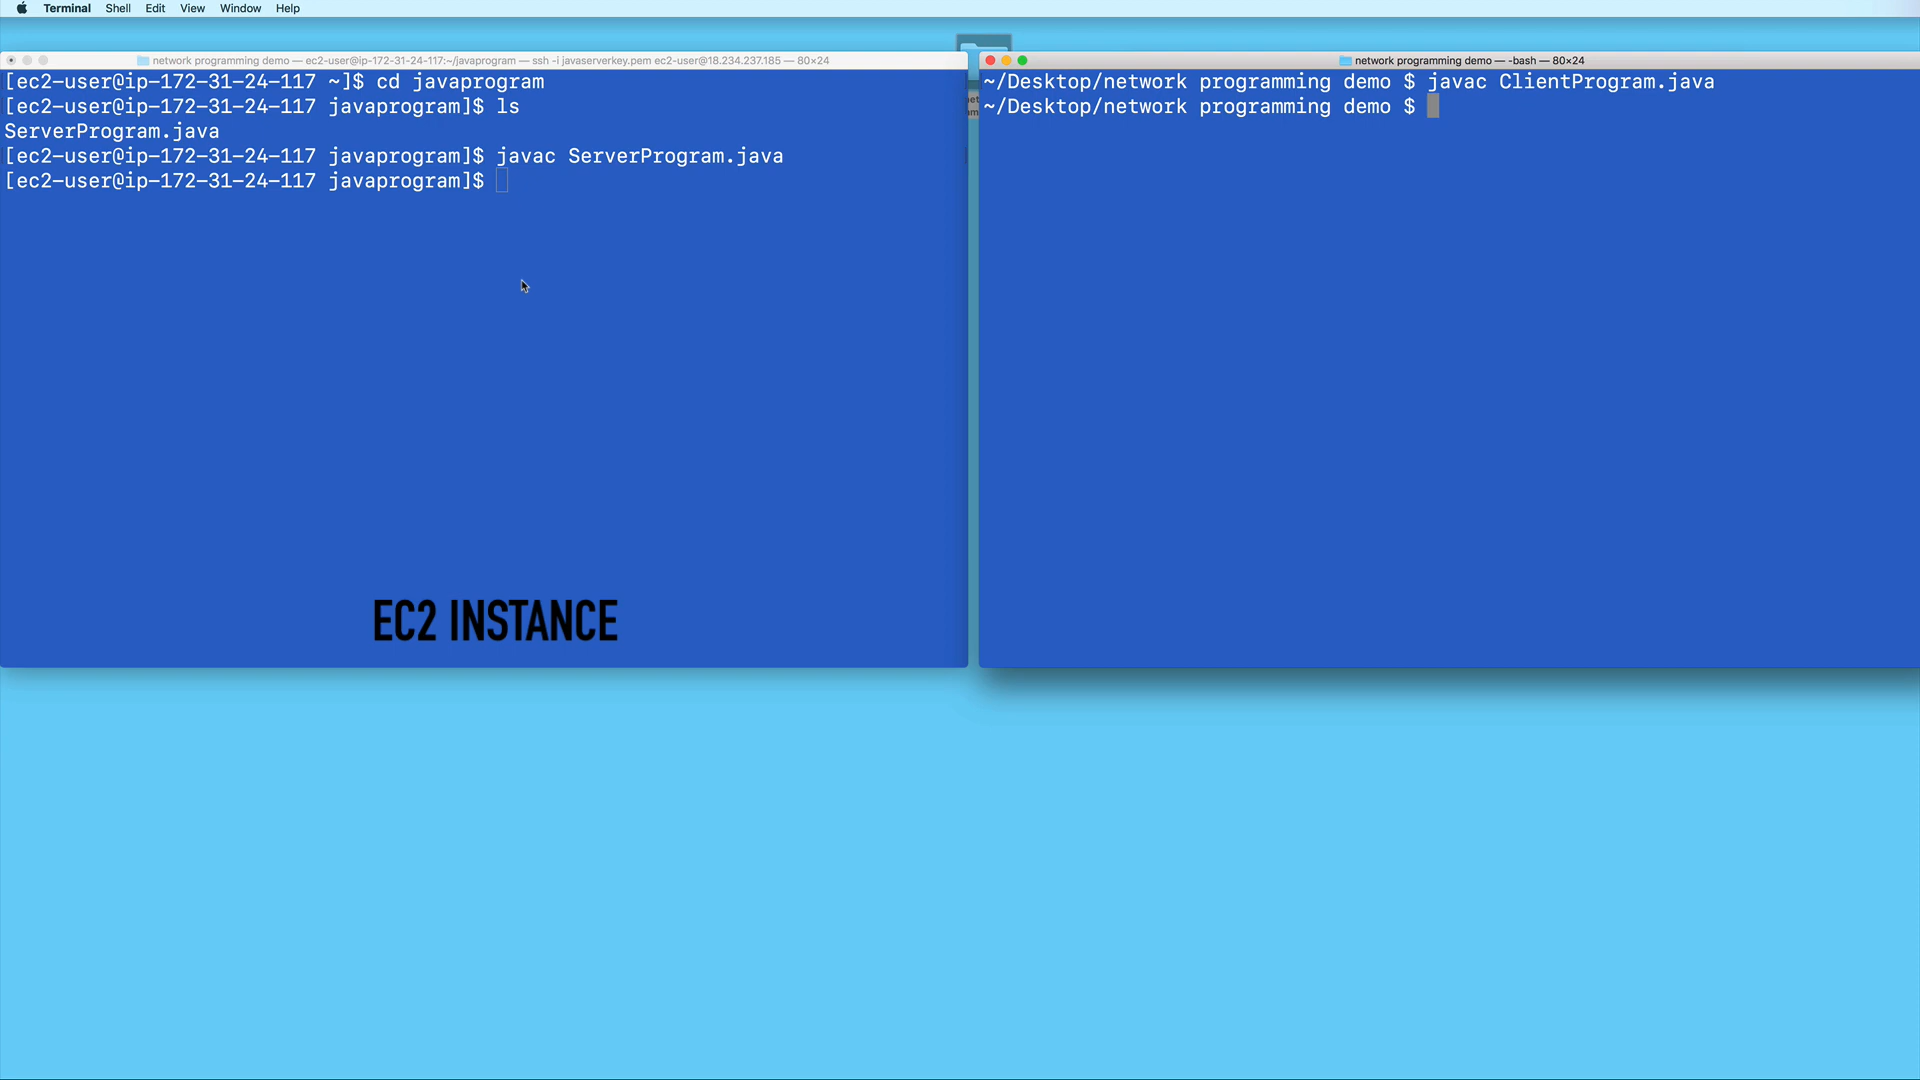 Terminal Shell Edit View Window Help
network programming demo — ec2-user@ip-172-31-24-117:~/javaprogram — ssh -i javaserverkey.pem ec2-user@18.234.237.185 — 80×24
[ec2-user@ip-172-31-24-117 ~]$ cd javaprogram
[ec2-user@ip-172-31-24-117 javaprogram]$ ls
ServerProgram.java
[ec2-user@ip-172-31-24-117 javaprogram]$ javac ServerProgram.java
[ec2-user@ip-172-31-24-117 javaprogram]$
EC2 INSTANCE
network programming demo — -bash — 80×24
~/Desktop/network programming demo $ javac ClientProgram.java
~/Desktop/network programming demo $